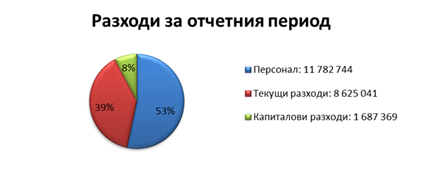 Разходи за отчетния период
8%
39%
53%
Персонал: 11 782 744
Текущи разходи: 8 625 041
Капиталови разходи: 1 687 369